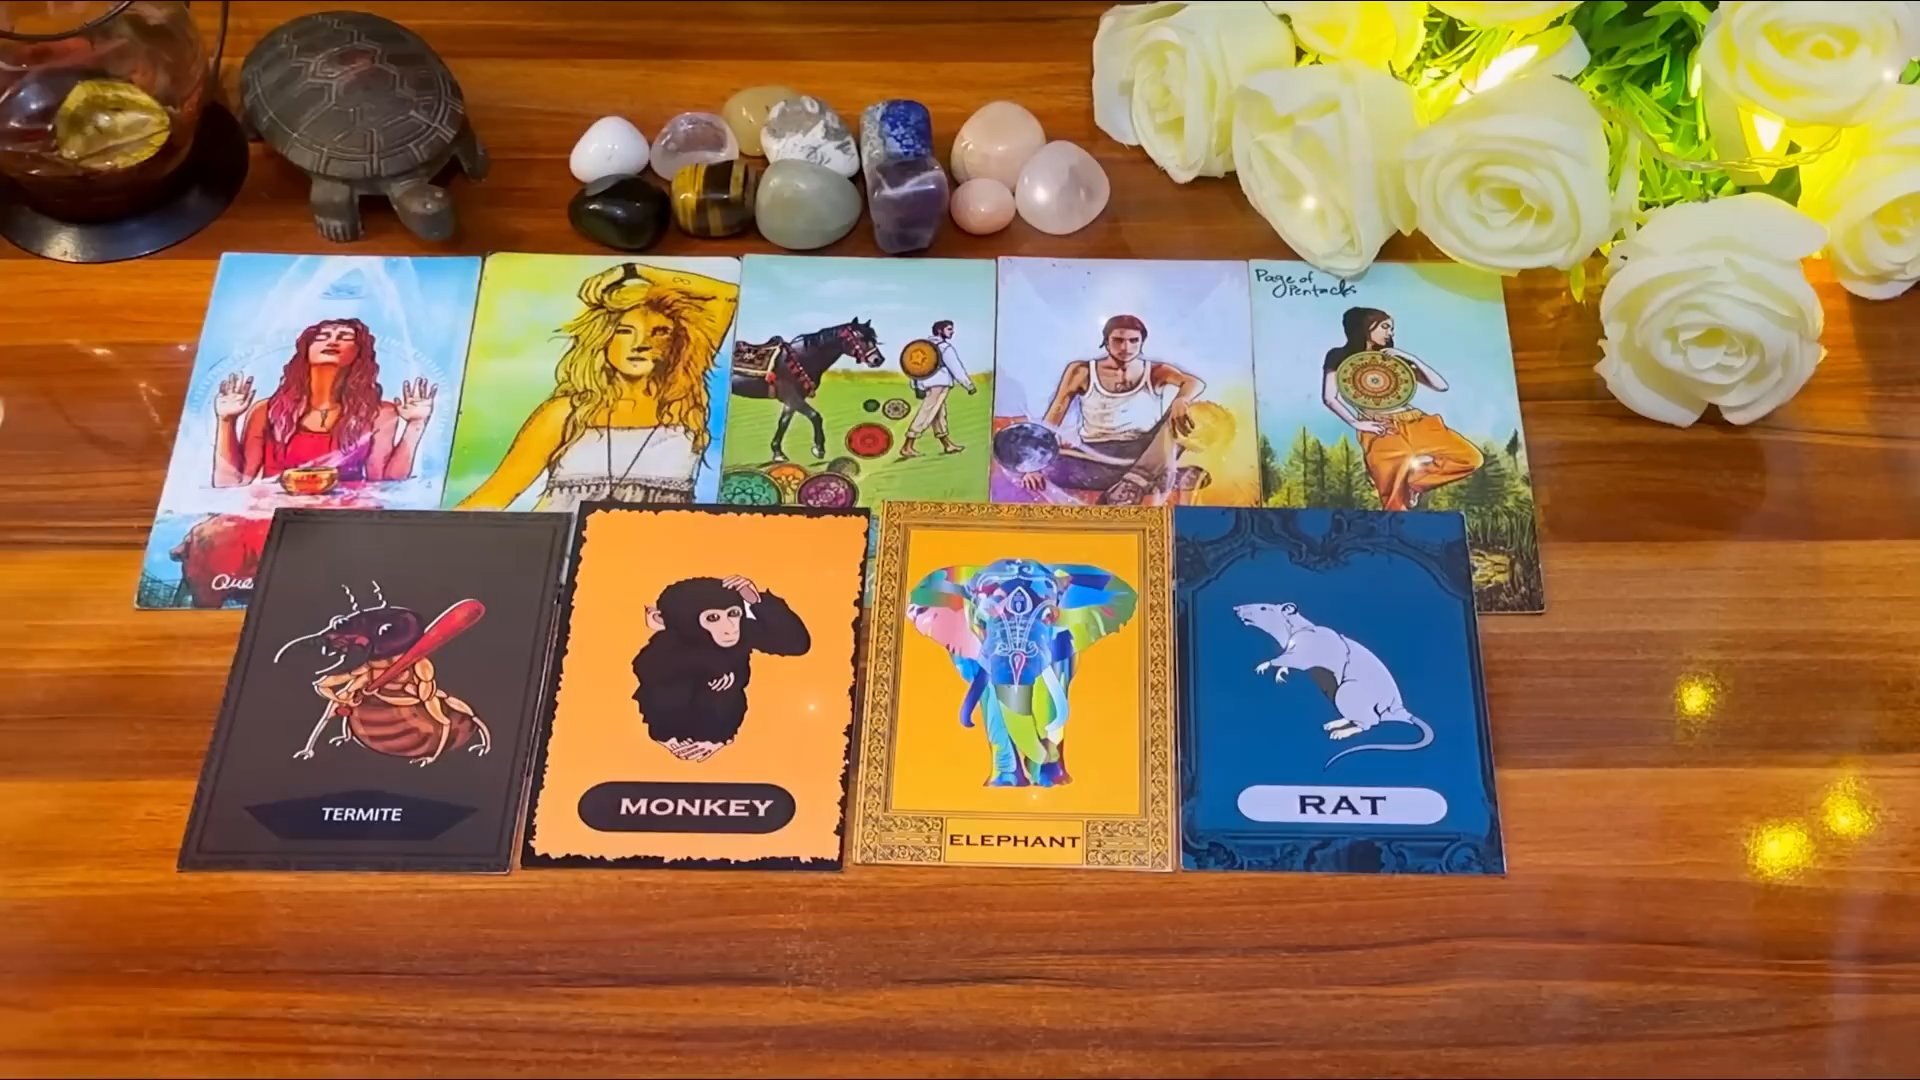 Page of
Pentacles
TERMITE
MONKEY
ELEPHANT
RAT